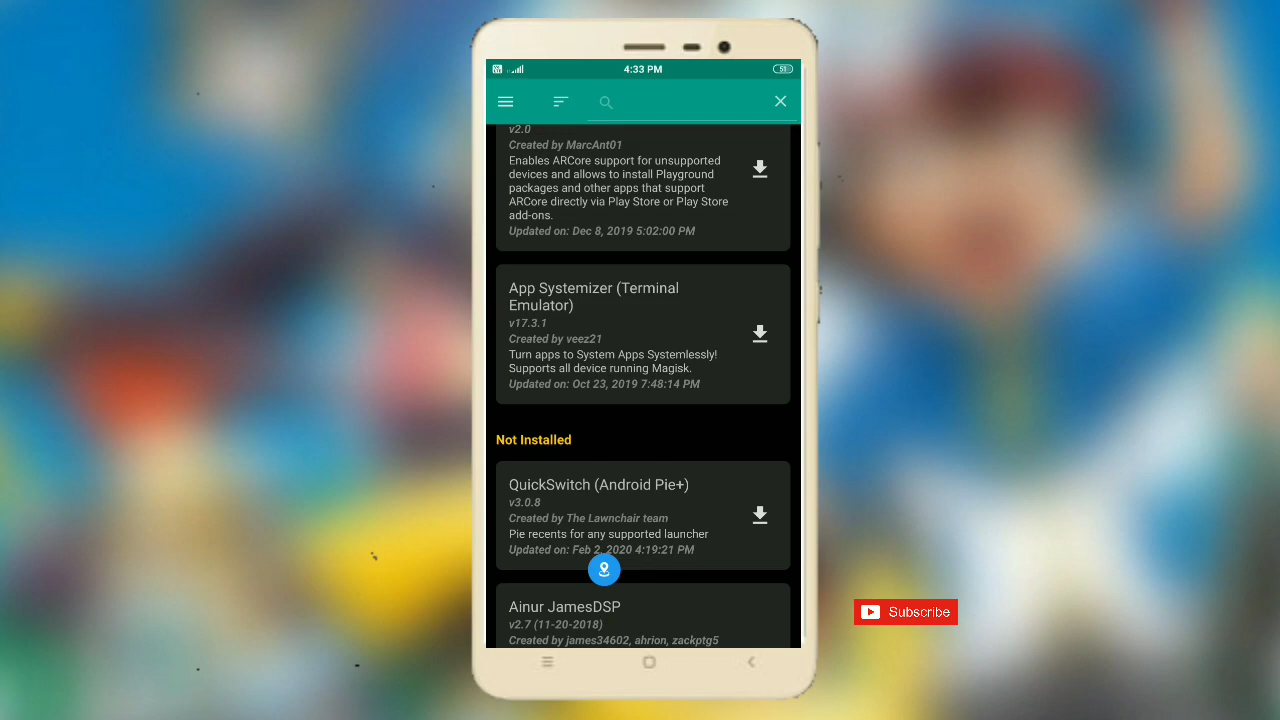 4:33 PM
51
v2.0
Created by MarcAnt01
Enables ARCore support for unsupported
devices and allows to install Playground
packages and other apps that support
ARCore directly via Play Store or Play Store
add-ons.
Updated on: Dec 8, 2019 5:02:00 PM
App Systemizer (Terminal
Emulator)
v17.3.1
Created by veez21
Turn apps to System Apps Systemlessly!
Supports all device running Magisk.
Updated on: Oct 23, 2019 7:48:14 PM
Not Installed
QuickSwitch (Android Pie+)
v3.0.8
Created by The Lawnchair team
Pie recents for any supported launcher
Updated on: Feb 2, 2020 4:19:21 PM
Ainur JamesDSP
v2.7 (11-20-2018)
Created by james34602, ahrion, zackptg5
Subscribe